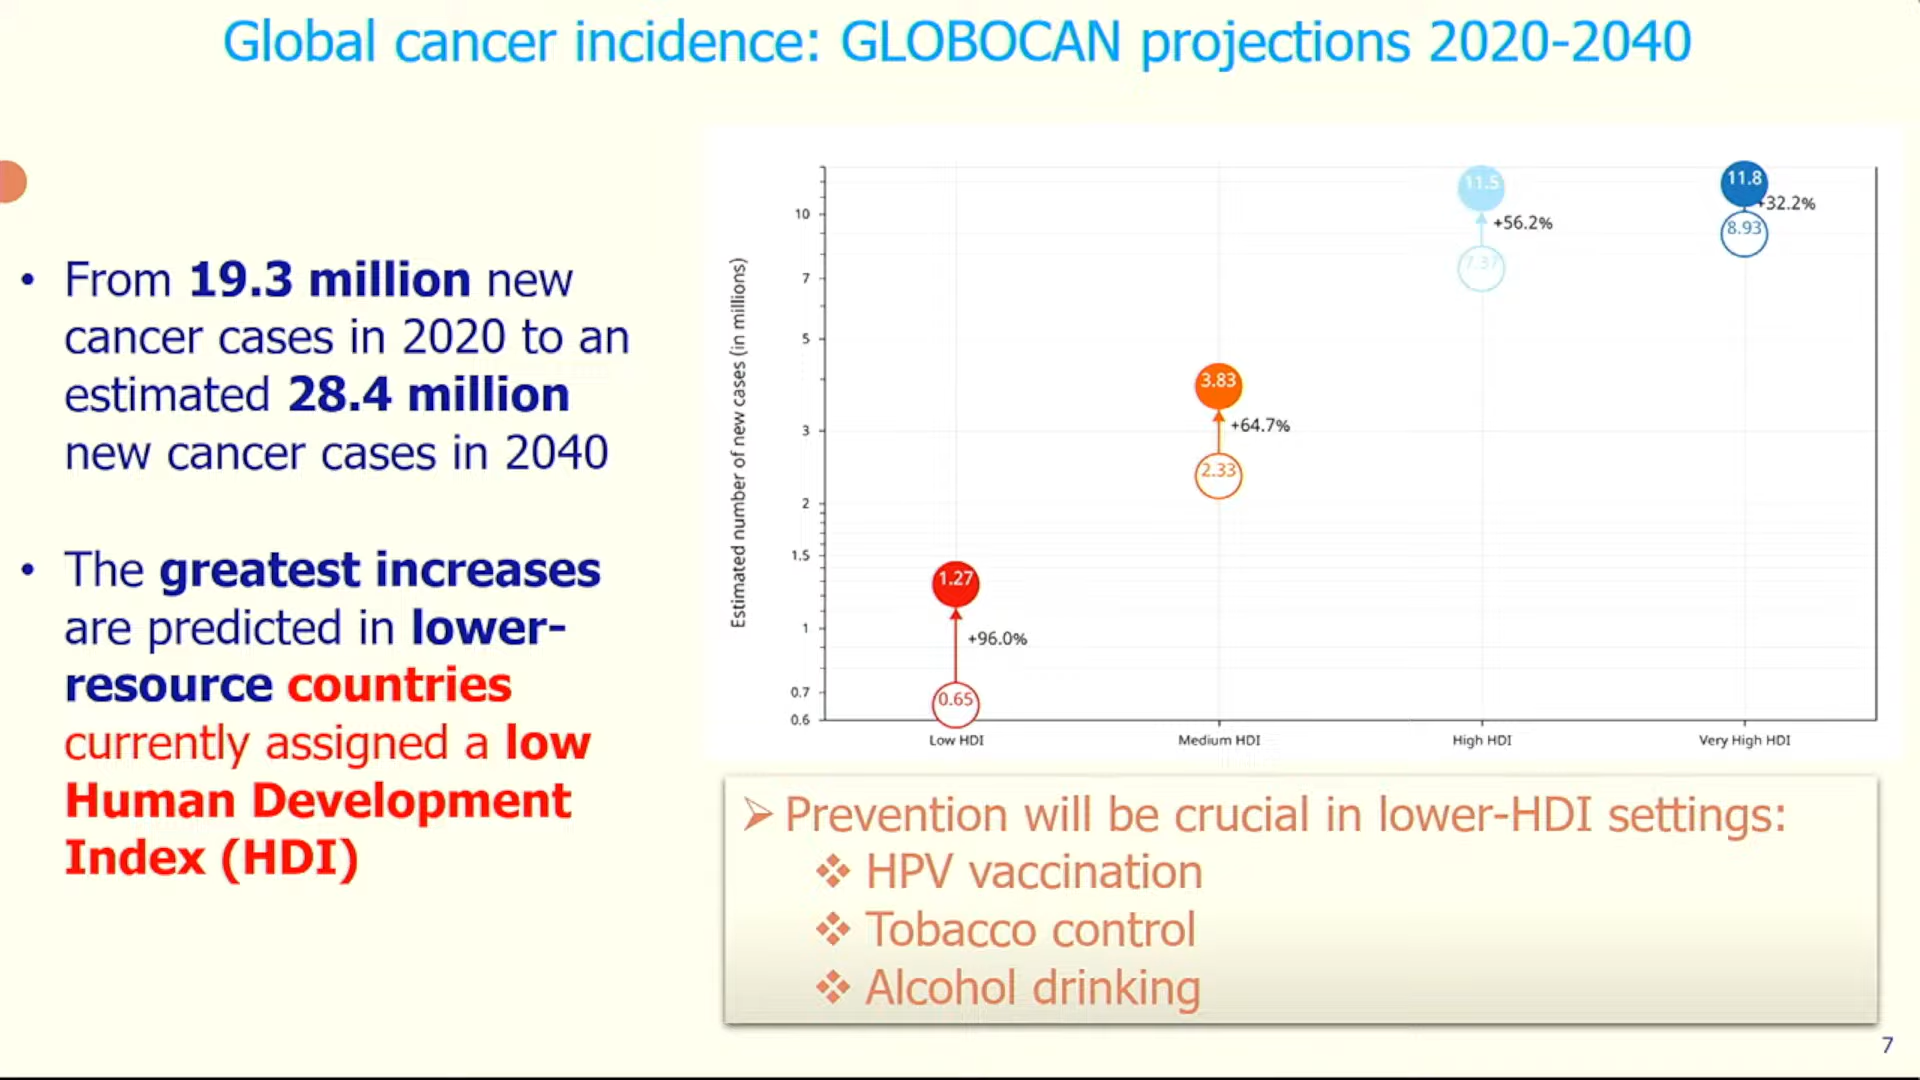 Global cancer incidence: GLOBOCAN projections 2020-2040
• From 19.3 million new
cancer cases in 2020 to an
estimated 28.4 million
new cancer cases in 2040
• The greatest increases
are predicted in lower-
resource countries
currently assigned a low
Human Development
Index (HDI)
Estimated number of new cases (in millions)
10
7
5
3
2
1.5
1
0.7
0.6
1.27
+96.0%
0.65
3.83
+64.7%
2.33
11.5
+56.2%
7.37
11.8
+32.2%
8.93
Low HDI
Medium HDI
High HDI
Very High HDI
➢ Prevention will be crucial in lower-HDI settings:
❖ HPV vaccination
❖ Tobacco control
❖ Alcohol drinking
7